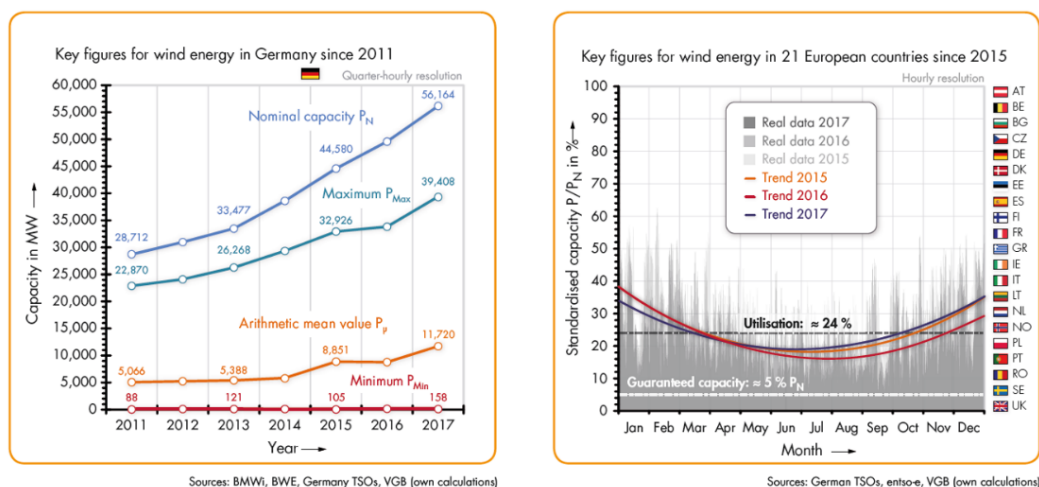 Key figures for wind energy in Germany since 2011
Quarter-hourly resolution
Capacity in MW
60,000
55,000
50,000
45,000
40,000
35,000
30,000
25,000
20,000
15,000
10,000
5,000
0
Nominal capacity PN
28,712
33,477
44,580
56,164
Maximum PMax
22,870
26,268
32,926
39,408
Arithmetic mean value Pμ
5,066
5,388
8,851
11,720
Minimum PMin
88
121
105
158
2011 2012 2013 2014 2015 2016 2017
Year
Sources: BMWi, BWE, Germany TSOs, VGB (own calculations)
Key figures for wind energy in 21 European countries since 2015
Hourly resolution
Standardised capacity P/PN in %
100
90
80
70
60
50
40
30
20
10
0
Real data 2017
Real data 2016
Real data 2015
Trend 2015
Trend 2016
Trend 2017
Utilisation: ≈ 24 %
Guaranteed capacity: ≈ 5 % PN
Jan Feb Mar Apr May Jun Jul Aug Sep Oct Nov Dec
Month
AT
BE
BG
CZ
DE
DK
EE
ES
FI
FR
GR
IE
IT
LT
NL
NO
PL
PT
RO
SE
UK
Sources: German TSOs, entso-e, VGB (own calculations)